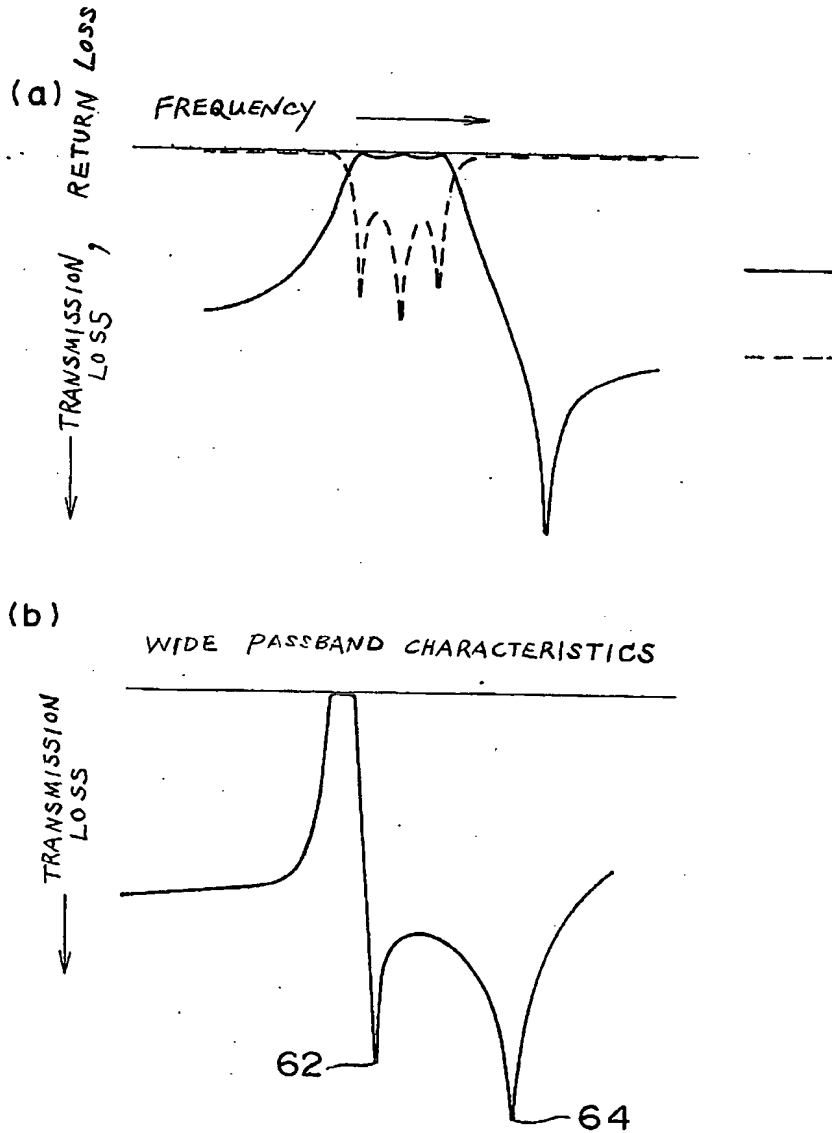 (a)
RETURN LOSS
TRANSMISSION LOSS,
FREQUENCY
(b)
WIDE PASSBAND CHARACTERISTICS
TRANSMISSION
LOSS
62
64